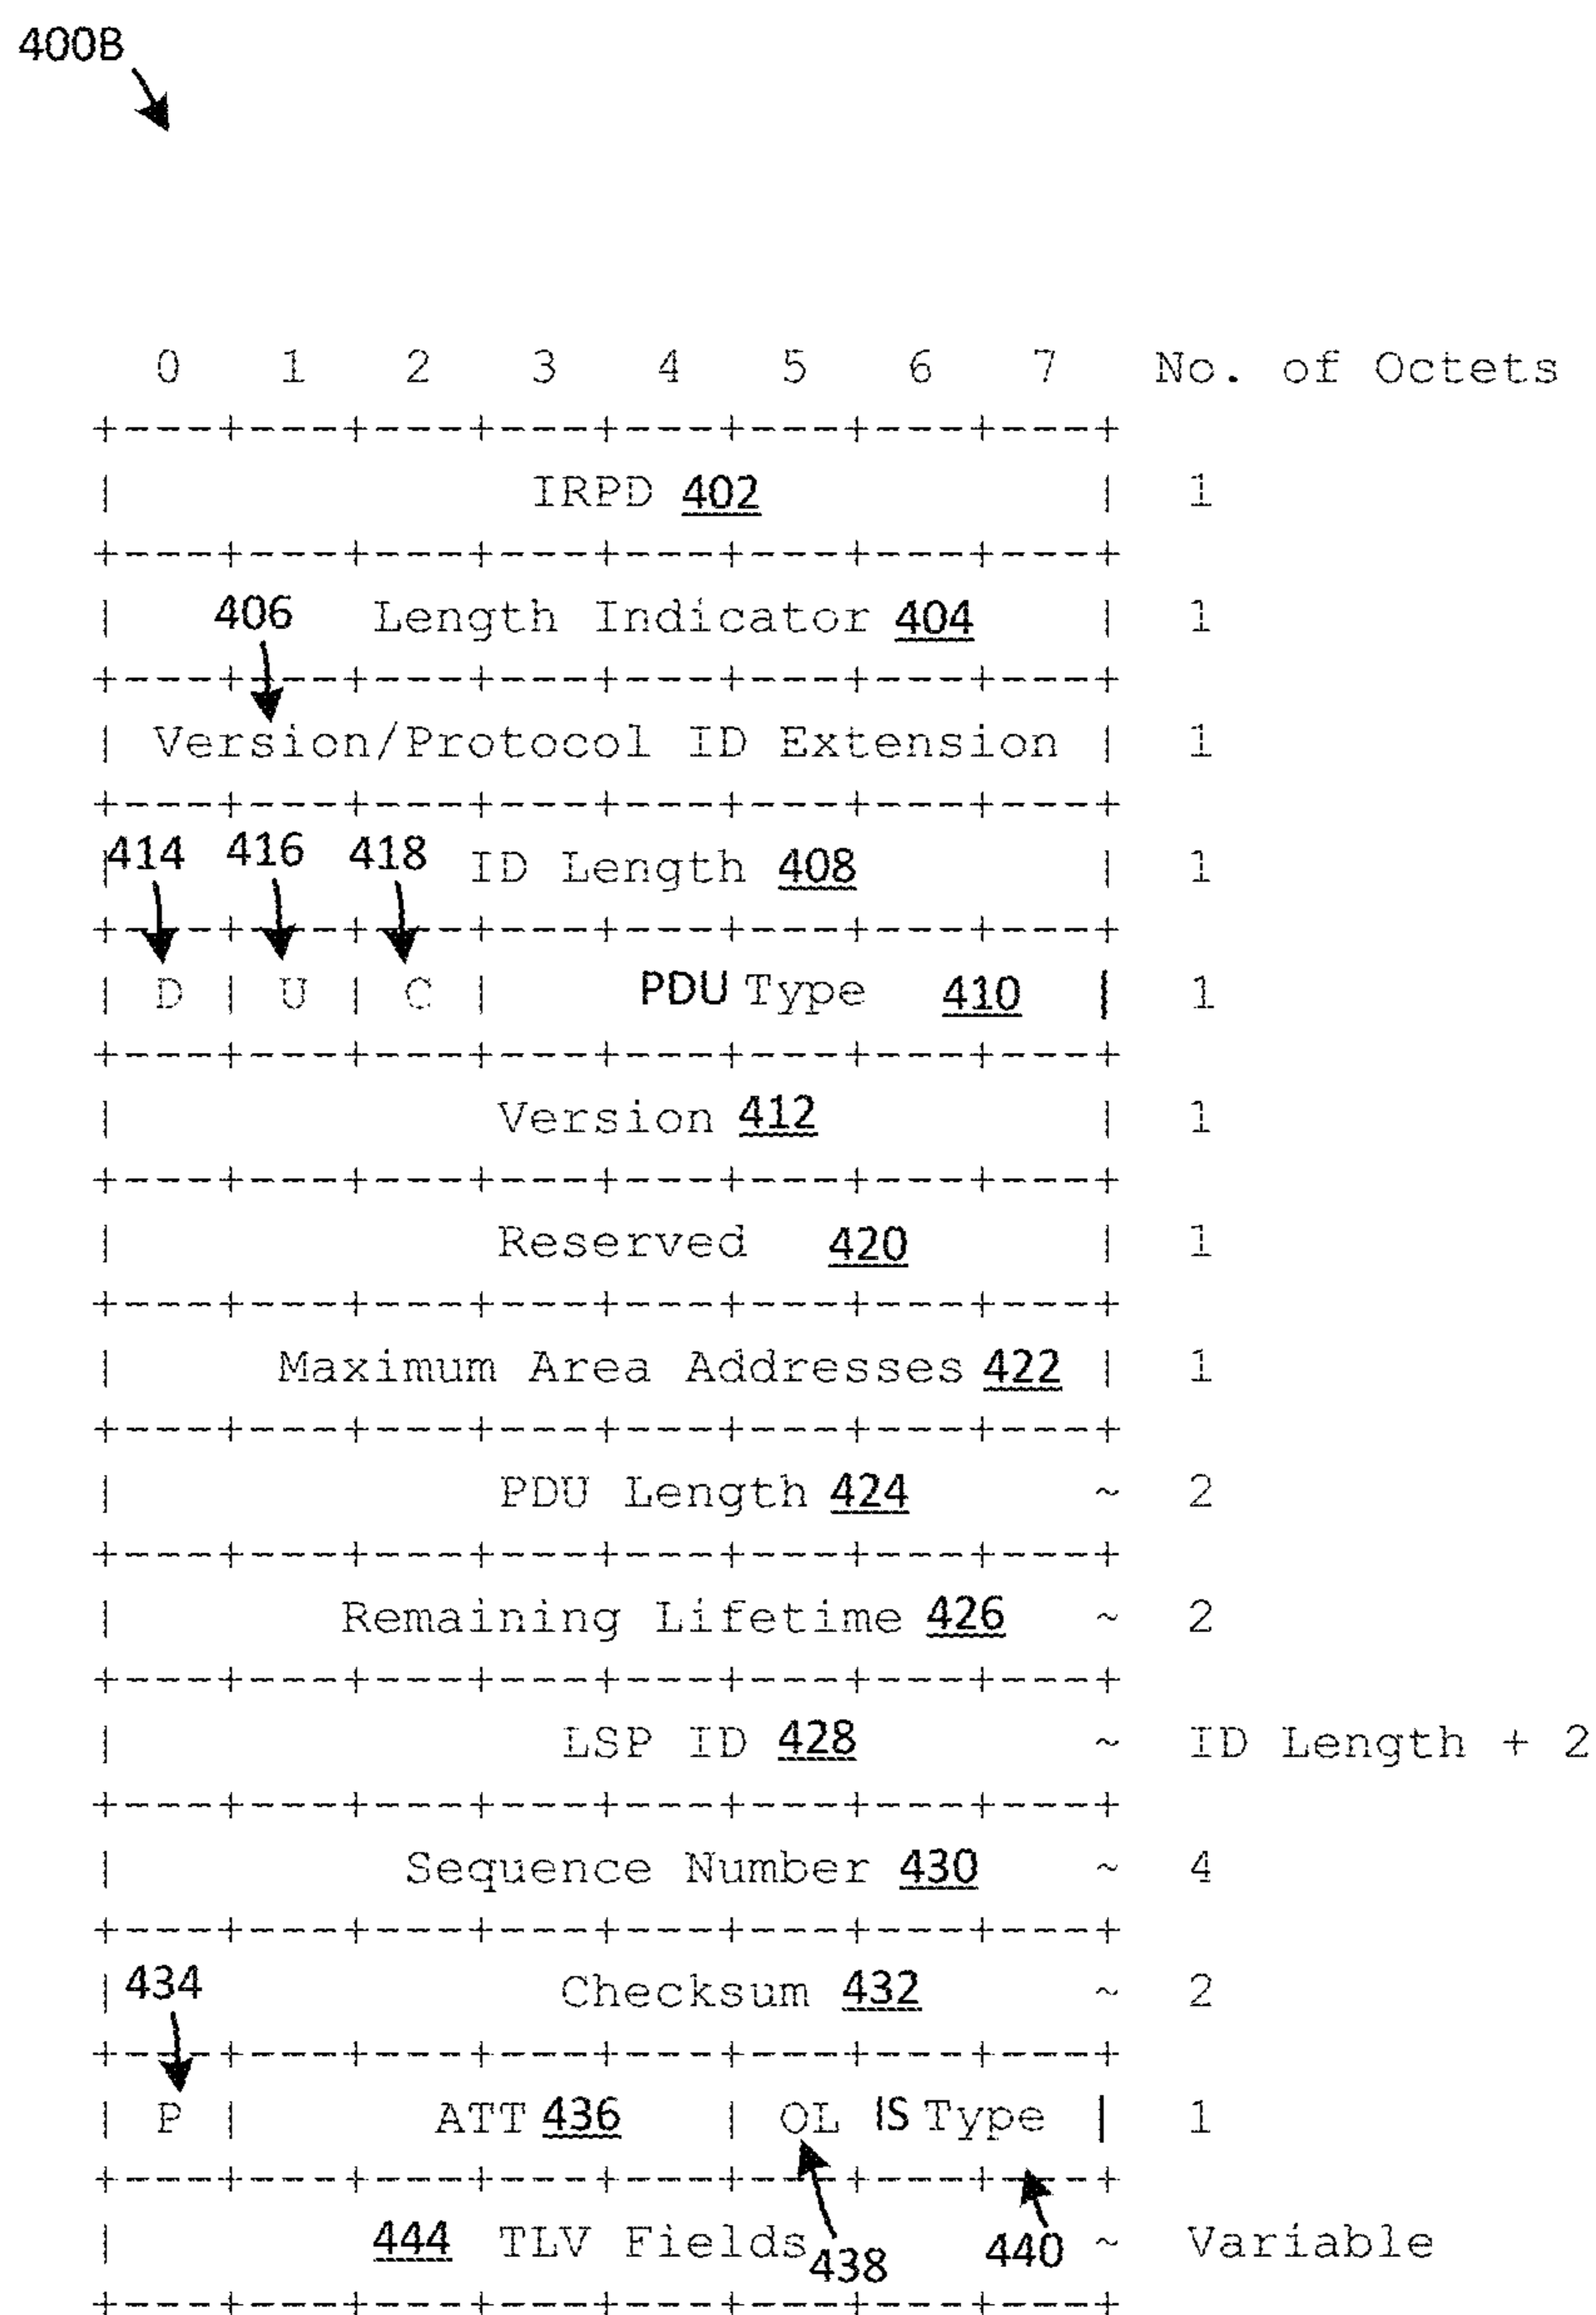 400B
0 1 2 3 4 5 6 7 No. of Octets
+---+---+---+---+---+---+---+---+
| IRPD 402 | 1
+---+---+---+---+---+---+---+---+
| 406 Length Indicator 404 | 1
+---+---+---+---+---+---+---+---+
| Version/Protocol ID Extension | 1
+---+---+---+---+---+---+---+---+
|414 416 418 ID Length 408 | 1
+---+---+---+---+---+---+---+---+
| D | U | C | PDU Type 410 | 1
+---+---+---+---+---+---+---+---+
| Version 412 | 1
+---+---+---+---+---+---+---+---+
| Reserved 420 | 1
+---+---+---+---+---+---+---+---+
| Maximum Area Addresses 422 | 1
+---+---+---+---+---+---+---+---+
| PDU Length 424 ~ 2
+---+---+---+---+---+---+---+---+
| Remaining Lifetime 426 ~ 2
+---+---+---+---+---+---+---+---+
| LSP ID 428 ~ ID Length + 2
+---+---+---+---+---+---+---+---+
| Sequence Number 430 ~ 4
+---+---+---+---+---+---+---+---+
| 434 Checksum 432 ~ 2
+---+---+---+---+---+---+---+---+
| P | ATT 436 | OL IS Type | 1
+---+---+---+---+---+---+---+---+
| 444 TLV Fields 438 440 ~ Variable
+---+---+---+---+---+---+---+---+